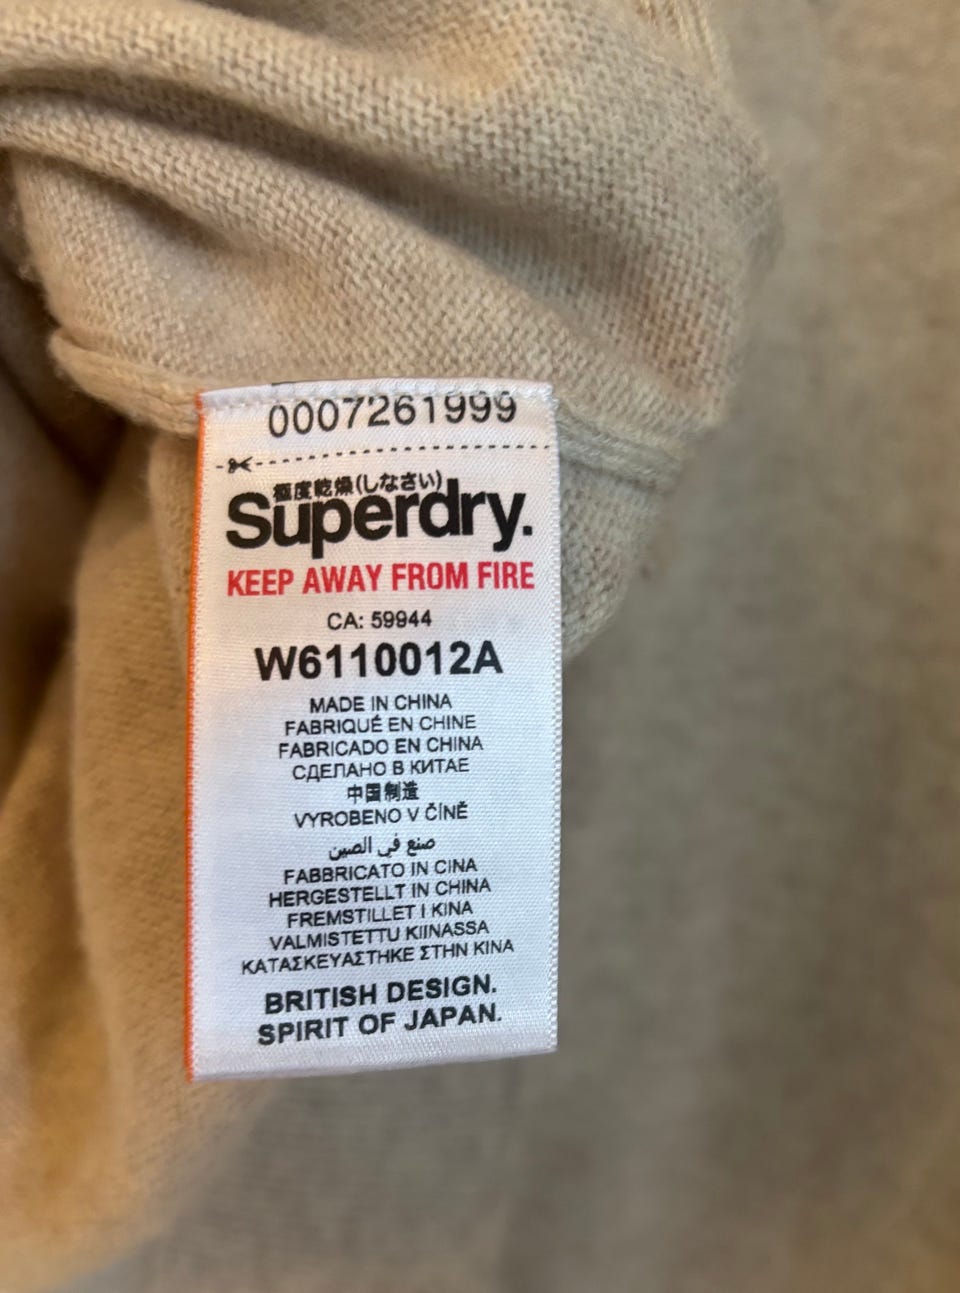 0007261999
極度乾燥(しなさい)
Superdry.
KEEP AWAY FROM FIRE
CA: 59944
W6110012A
MADE IN CHINA
FABRIQUÉ EN CHINE
FABRICADO EN CHINA
СДЕЛАНО В КИТАЕ
中国制造
VYROBENO V ČÍNĚ
صنع في الصين
FABBRICATO IN CINA
HERGESTELLT IN CHINA
FREMSTILLET I KINA
VALMISTETTU KIINASSA
ΚΑΤΑΣΚΕΥΑΣΤΗΚΕ ΣΤΗΝ ΚΙΝΑ
BRITISH DESIGN.
SPIRIT OF JAPAN.